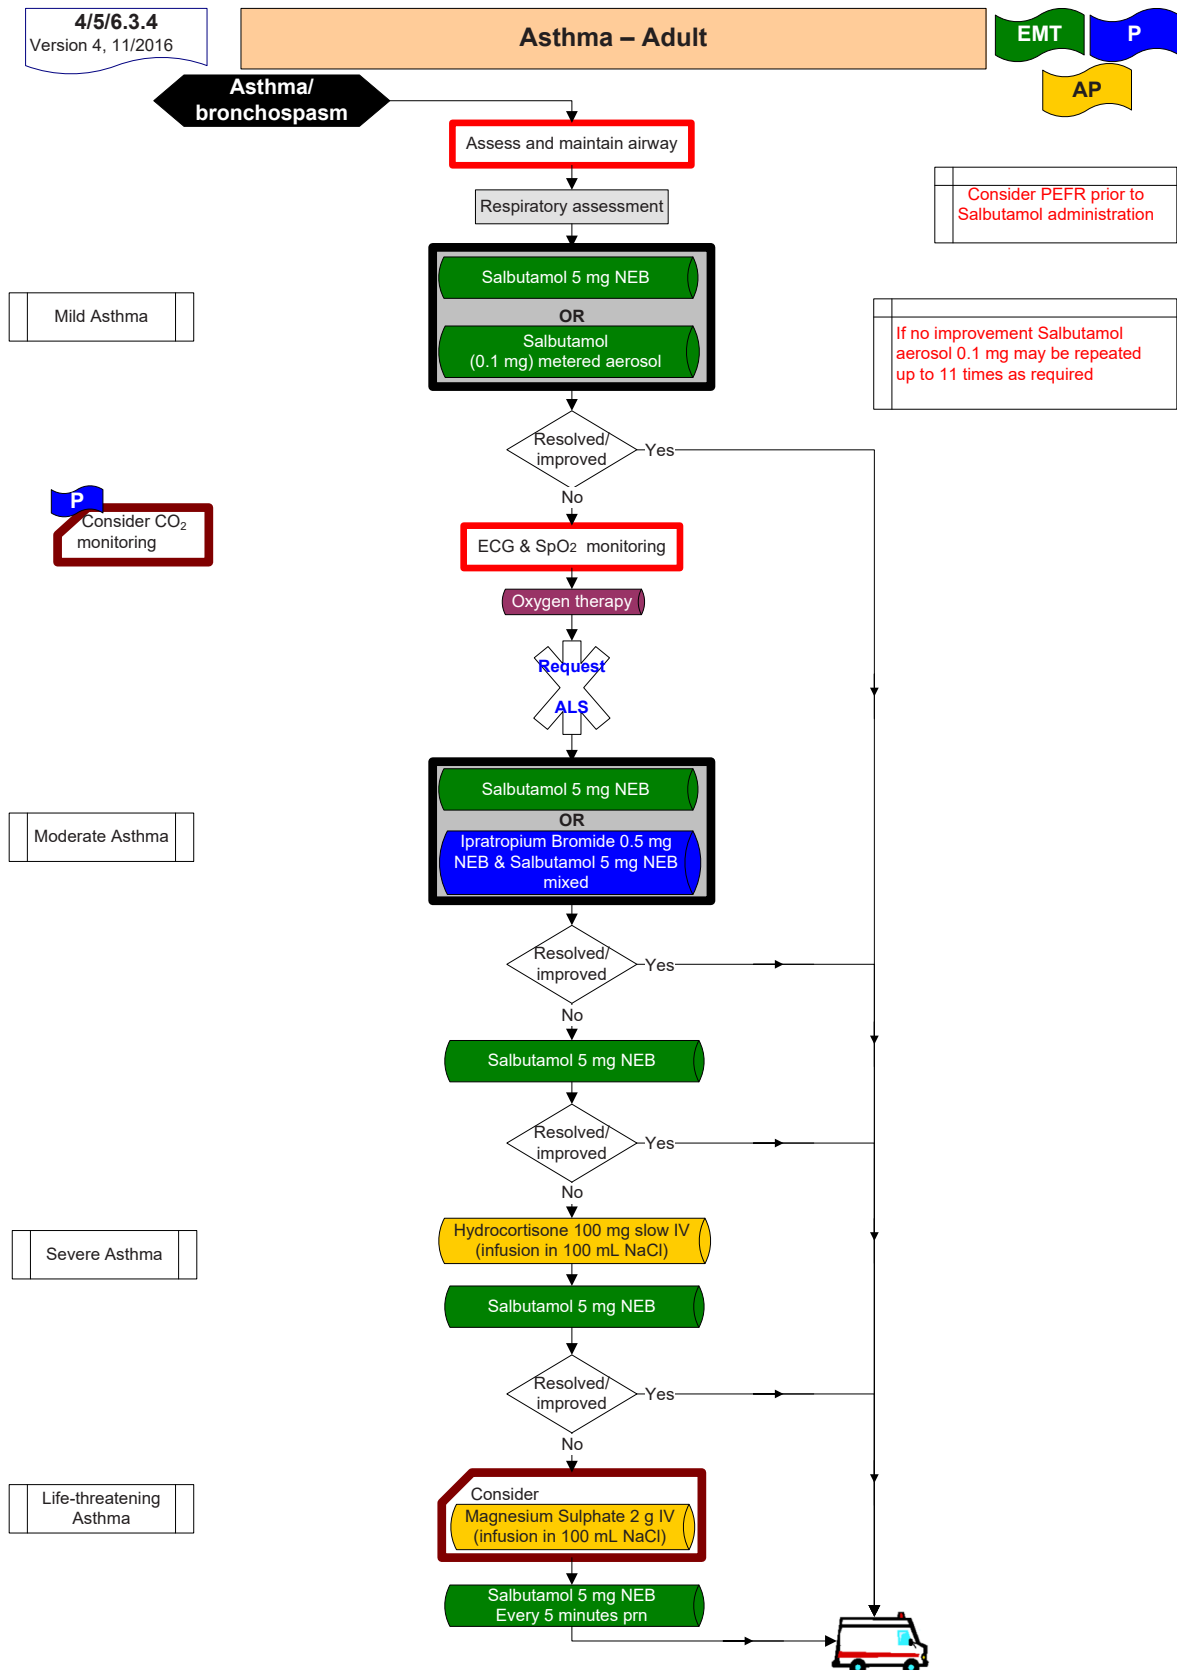 4/5/6.3.4
Version 4, 11/2016
Asthma – Adult
EMT
P
AP
Asthma/
bronchospasm
Assess and maintain airway
Respiratory assessment
Consider PEFR prior to
Salbutamol administration
Mild Asthma
Salbutamol 5 mg NEB
OR
Salbutamol
(0.1 mg) metered aerosol
If no improvement Salbutamol
aerosol 0.1 mg may be repeated
up to 11 times as required
Resolved/
improved
Yes
No
P
Consider CO2
monitoring
ECG & SpO2 monitoring
Oxygen therapy
Request
ALS
Moderate Asthma
Salbutamol 5 mg NEB
OR
Ipratropium Bromide 0.5 mg
NEB & Salbutamol 5 mg NEB
mixed
Resolved/
improved
Yes
No
Salbutamol 5 mg NEB
Resolved/
improved
Yes
No
Severe Asthma
Hydrocortisone 100 mg slow IV
(infusion in 100 mL NaCl)
Salbutamol 5 mg NEB
Resolved/
improved
Yes
No
Life-threatening
Asthma
Consider
Magnesium Sulphate 2 g IV
(infusion in 100 mL NaCl)
Salbutamol 5 mg NEB
Every 5 minutes prn